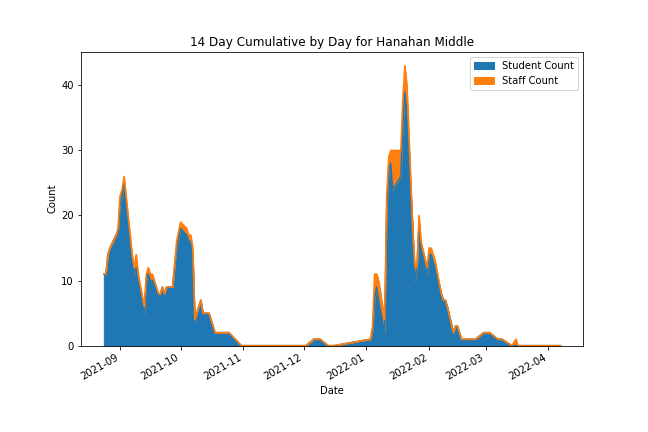 14 Day Cumulative by Day for Hanahan Middle
Student Count
Staff Count
Count
40
30
20
10
0
2021-09
2021-10
2021-11
2021-12
2022-01
2022-02
2022-03
2022-04
Date